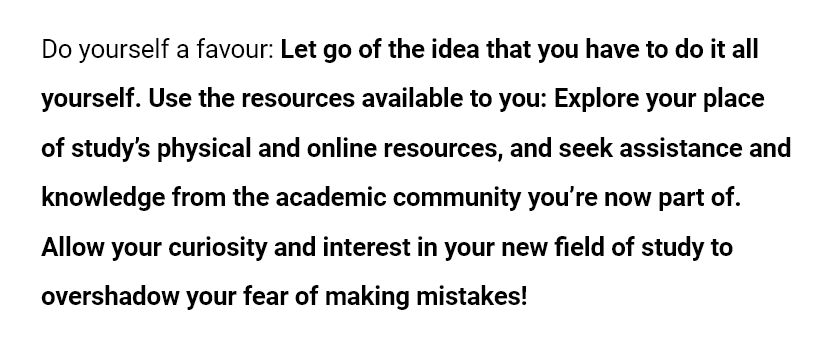 Do yourself a favour: Let go of the idea that you have to do it all
yourself. Use the resources available to you: Explore your place
of study’s physical and online resources, and seek assistance and
knowledge from the academic community you’re now part of.
Allow your curiosity and interest in your new field of study to
overshadow your fear of making mistakes!